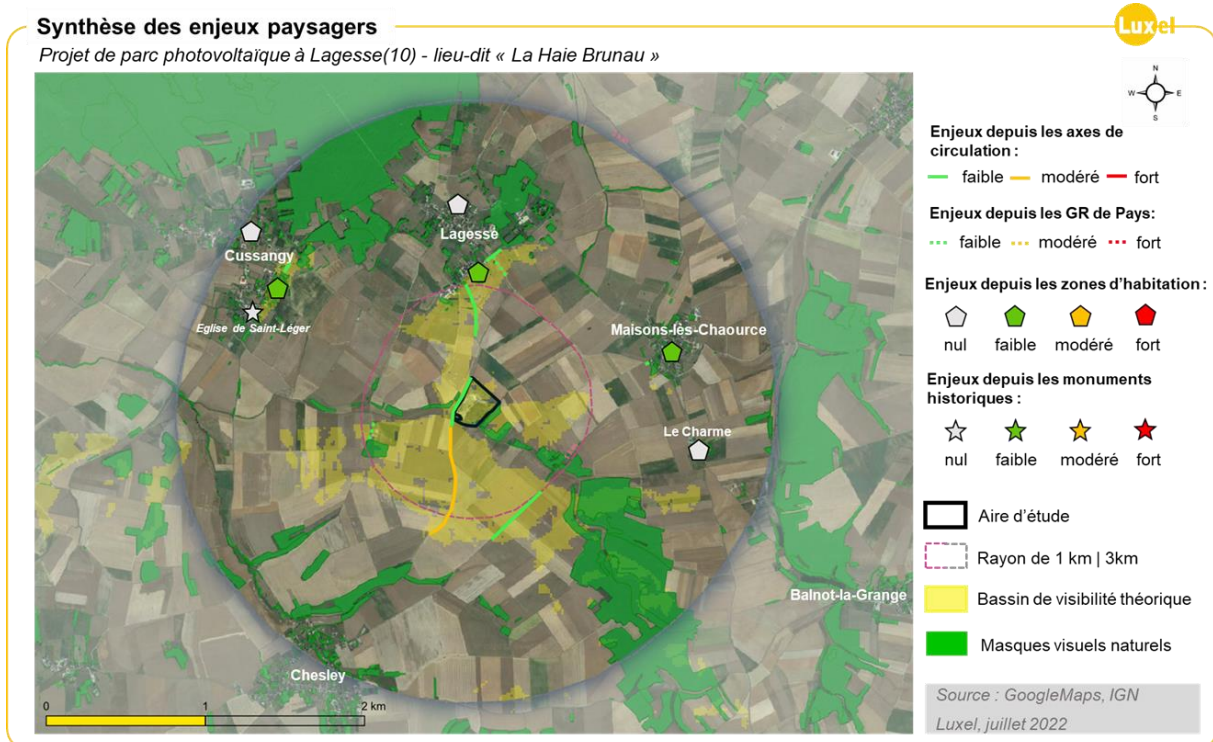 Synthèse des enjeux paysagers
Luxel
Projet de parc photovoltaïque à Lagesse(10) - lieu-dit « La Haie Brunau »
N
W
E
S
Enjeux depuis les axes de
circulation :
faible
modéré
fort
Enjeux depuis les GR de Pays:
faible
modéré
fort
Enjeux depuis les zones d'habitation :
nul
faible
modéré
fort
Enjeux depuis les monuments
historiques :
nul
faible
modéré
fort
Aire d'étude
Rayon de 1 km | 3km
Bassin de visibilité théorique
Masques visuels naturels
Source : GoogleMaps, IGN
Luxel, juillet 2022
Lagesse
Cussangy
Eglise de Saint-Léger
Maisons-lès-Chaource
Le Charme
Balnot-la-Grange
Chesley
0
1
2 km